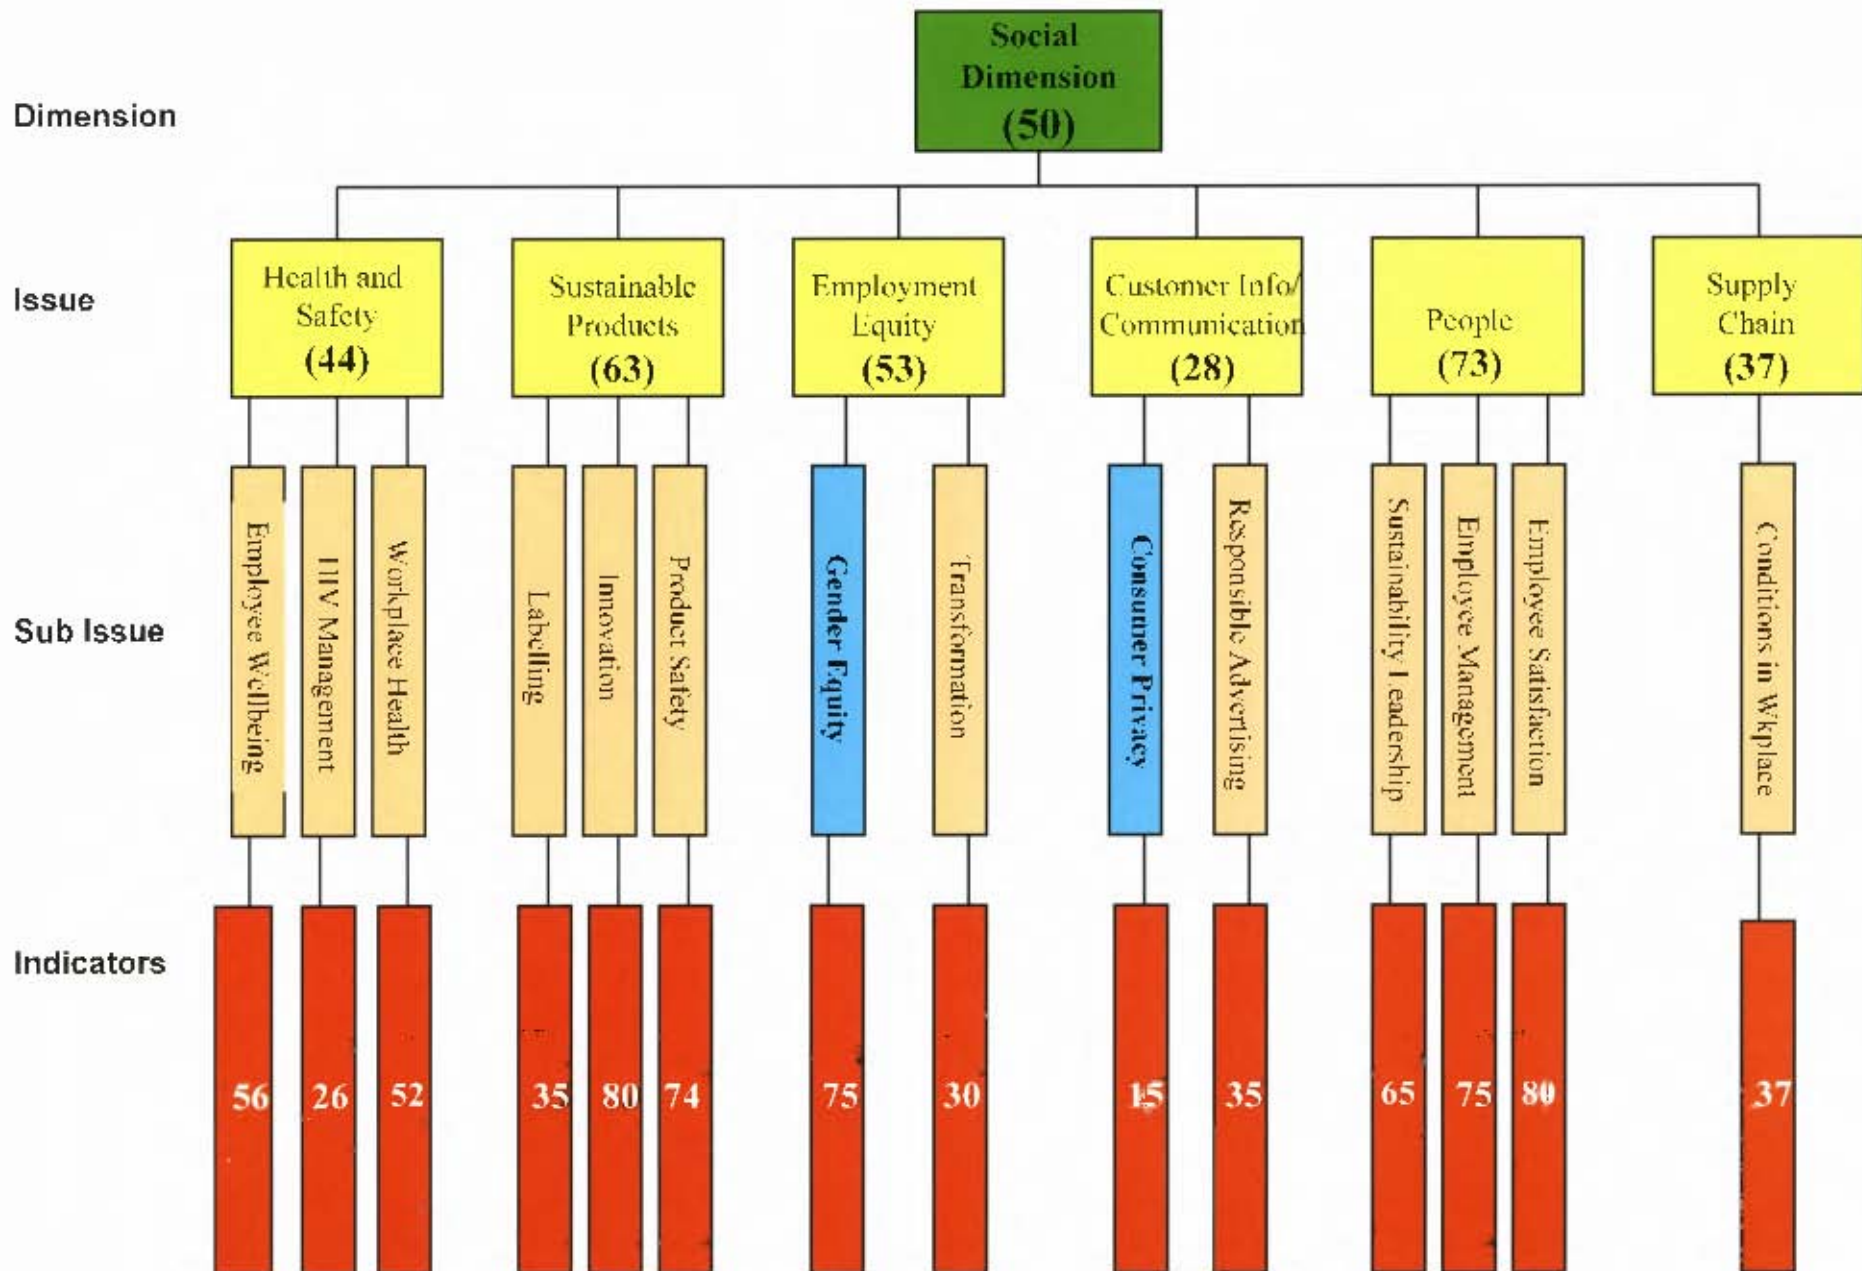 Social
Dimension
(50)
Dimension
Issue
Health and
Safety
(44)
Sustainable
Products
(63)
Employment
Equity
(53)
Customer Info/
Communication
(28)
People
(73)
Supply
Chain
(37)
Sub Issue
Employee Wellbeing
HIV Management
Workplace Health
Labelling
Innovation
Product Safety
Gender Equity
Transformation
Consumer Privacy
Responsible Advertising
Sustainability Leadership
Employee Management
Employee Satisfaction
Conditions in Wkplace
Indicators
56
26
52
35
80
74
75
30
15
35
65
75
80
37